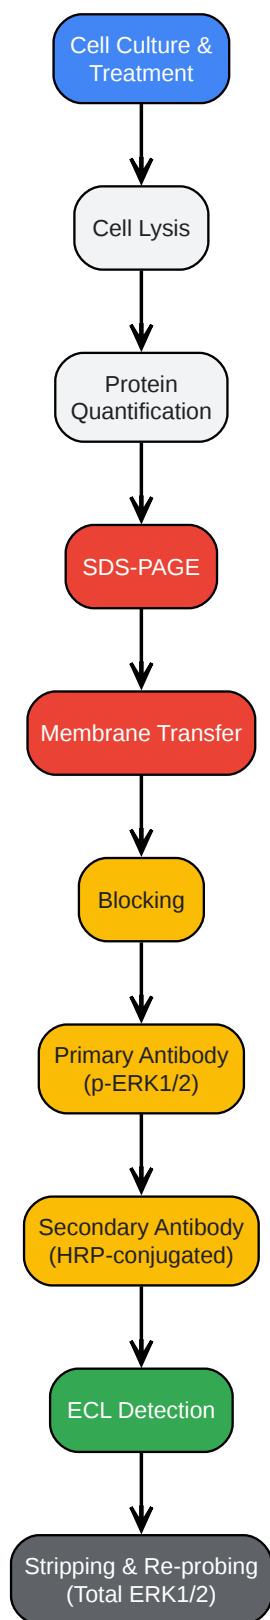 Cell Culture &
Treatment
Cell Lysis
Protein
Quantification
SDS-PAGE
Membrane Transfer
Blocking
Primary Antibody
(p-ERK1/2)
Secondary Antibody
(HRP-conjugated)
ECL Detection
Stripping & Re-probing
(Total ERK1/2)